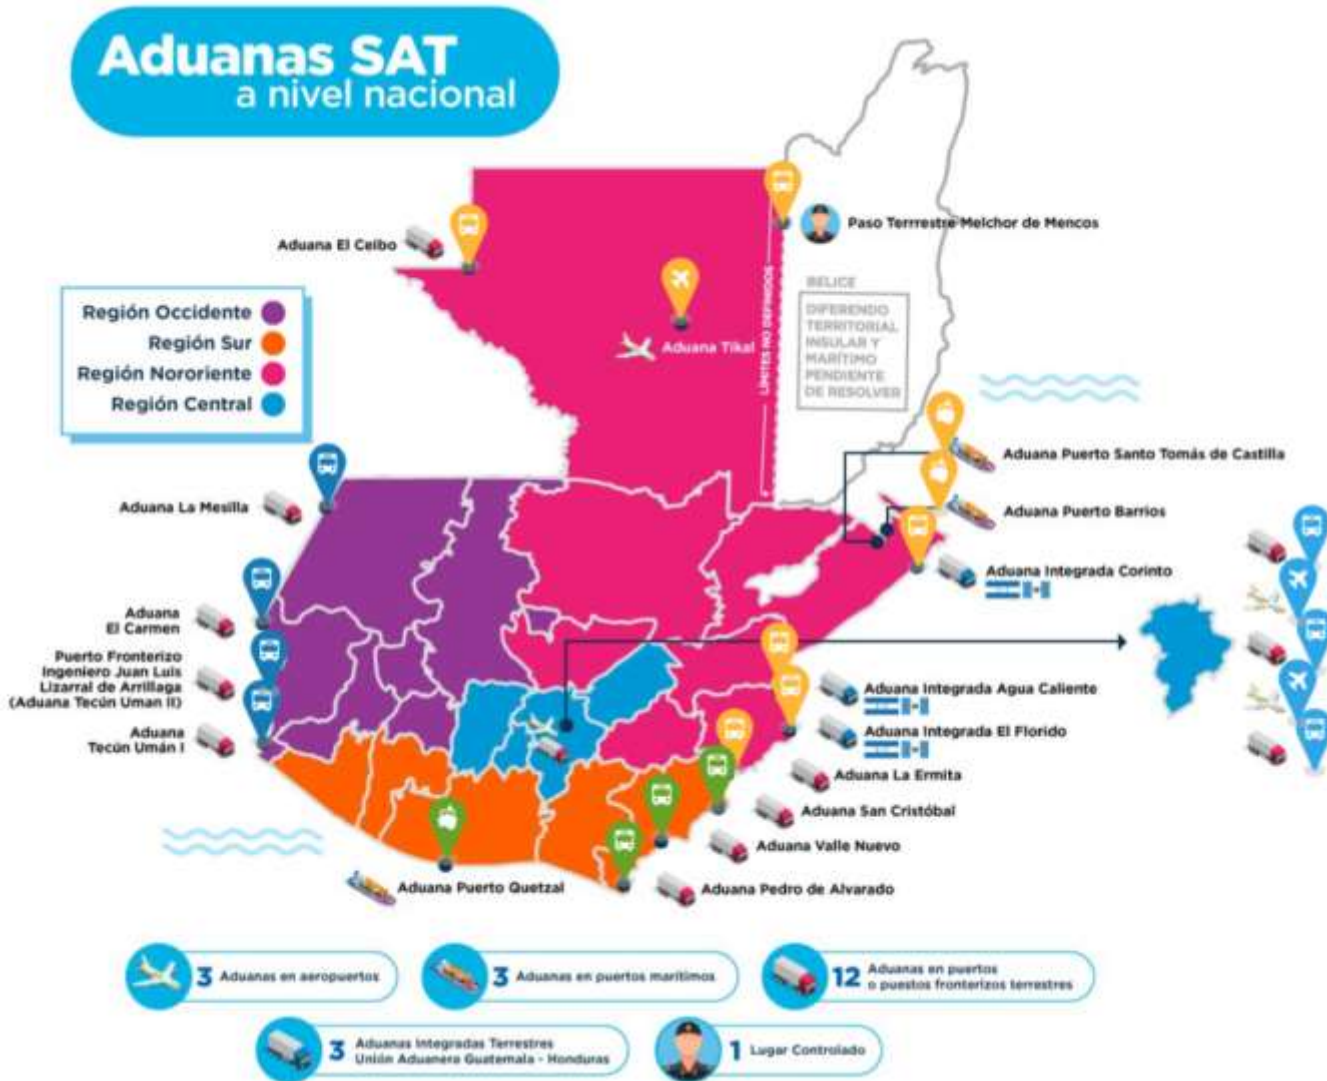 Aduanas SAT
a nivel nacional
Aduana El Ceibo
Paso Terrrestre Melchor de Mencos
Región Occidente
Región Sur
Región Nororiente
Región Central
Aduana Tikal
LÍMITES NO DEFINIDOS
BELICE
DIFERENDO
TERRITORIAL
INSULAR Y
MARÍTIMO
PENDIENTE
DE RESOLVER
Aduana Puerto Santo Tomás de Castilla
Aduana La Mesilla
Aduana Puerto Barrios
Aduana Integrada Corinto
Aduana
El Carmen
Puerto Fronterizo
Ingeniero Juan Luis
Lizarral de Arrillaga
(Aduana Tecún Uman II)
Aduana
Tecún Umán I
Aduana Integrada Agua Caliente
Aduana Integrada El Florido
Aduana La Ermita
Aduana San Cristóbal
Aduana Valle Nuevo
Aduana Pedro de Alvarado
Aduana Puerto Quetzal
3 Aduanas en aeropuertos
3 Aduanas en puertos marítimos
12 Aduanas en puertos
o puestos fronterizos terrestres
3 Aduanas Integradas Terrestres
Unión Aduanera Guatemala - Honduras
1 Lugar Controlado